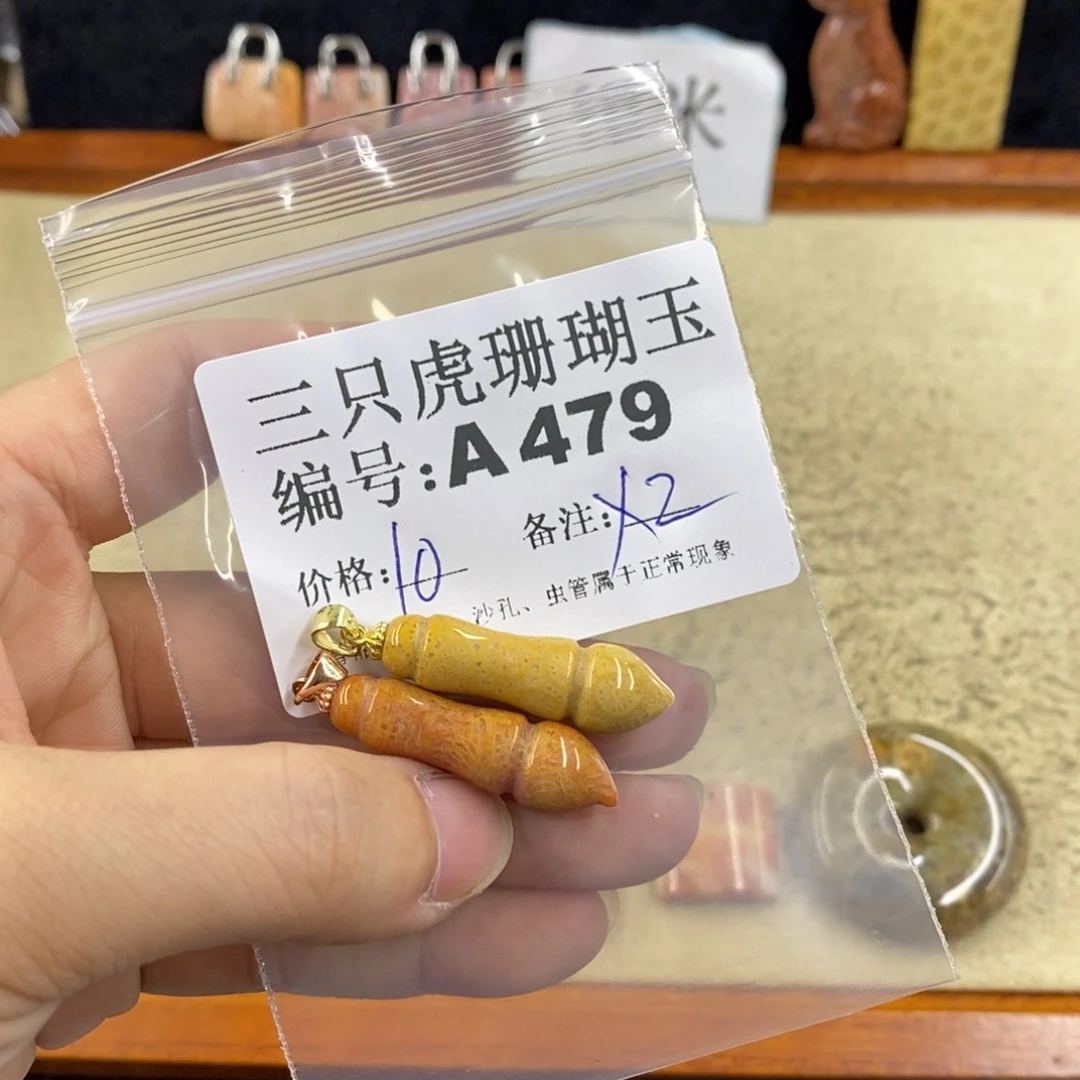 米
三只虎珊瑚玉
编号:A479
价格:10 备注:X2
沙孔、虫管属于正常现象